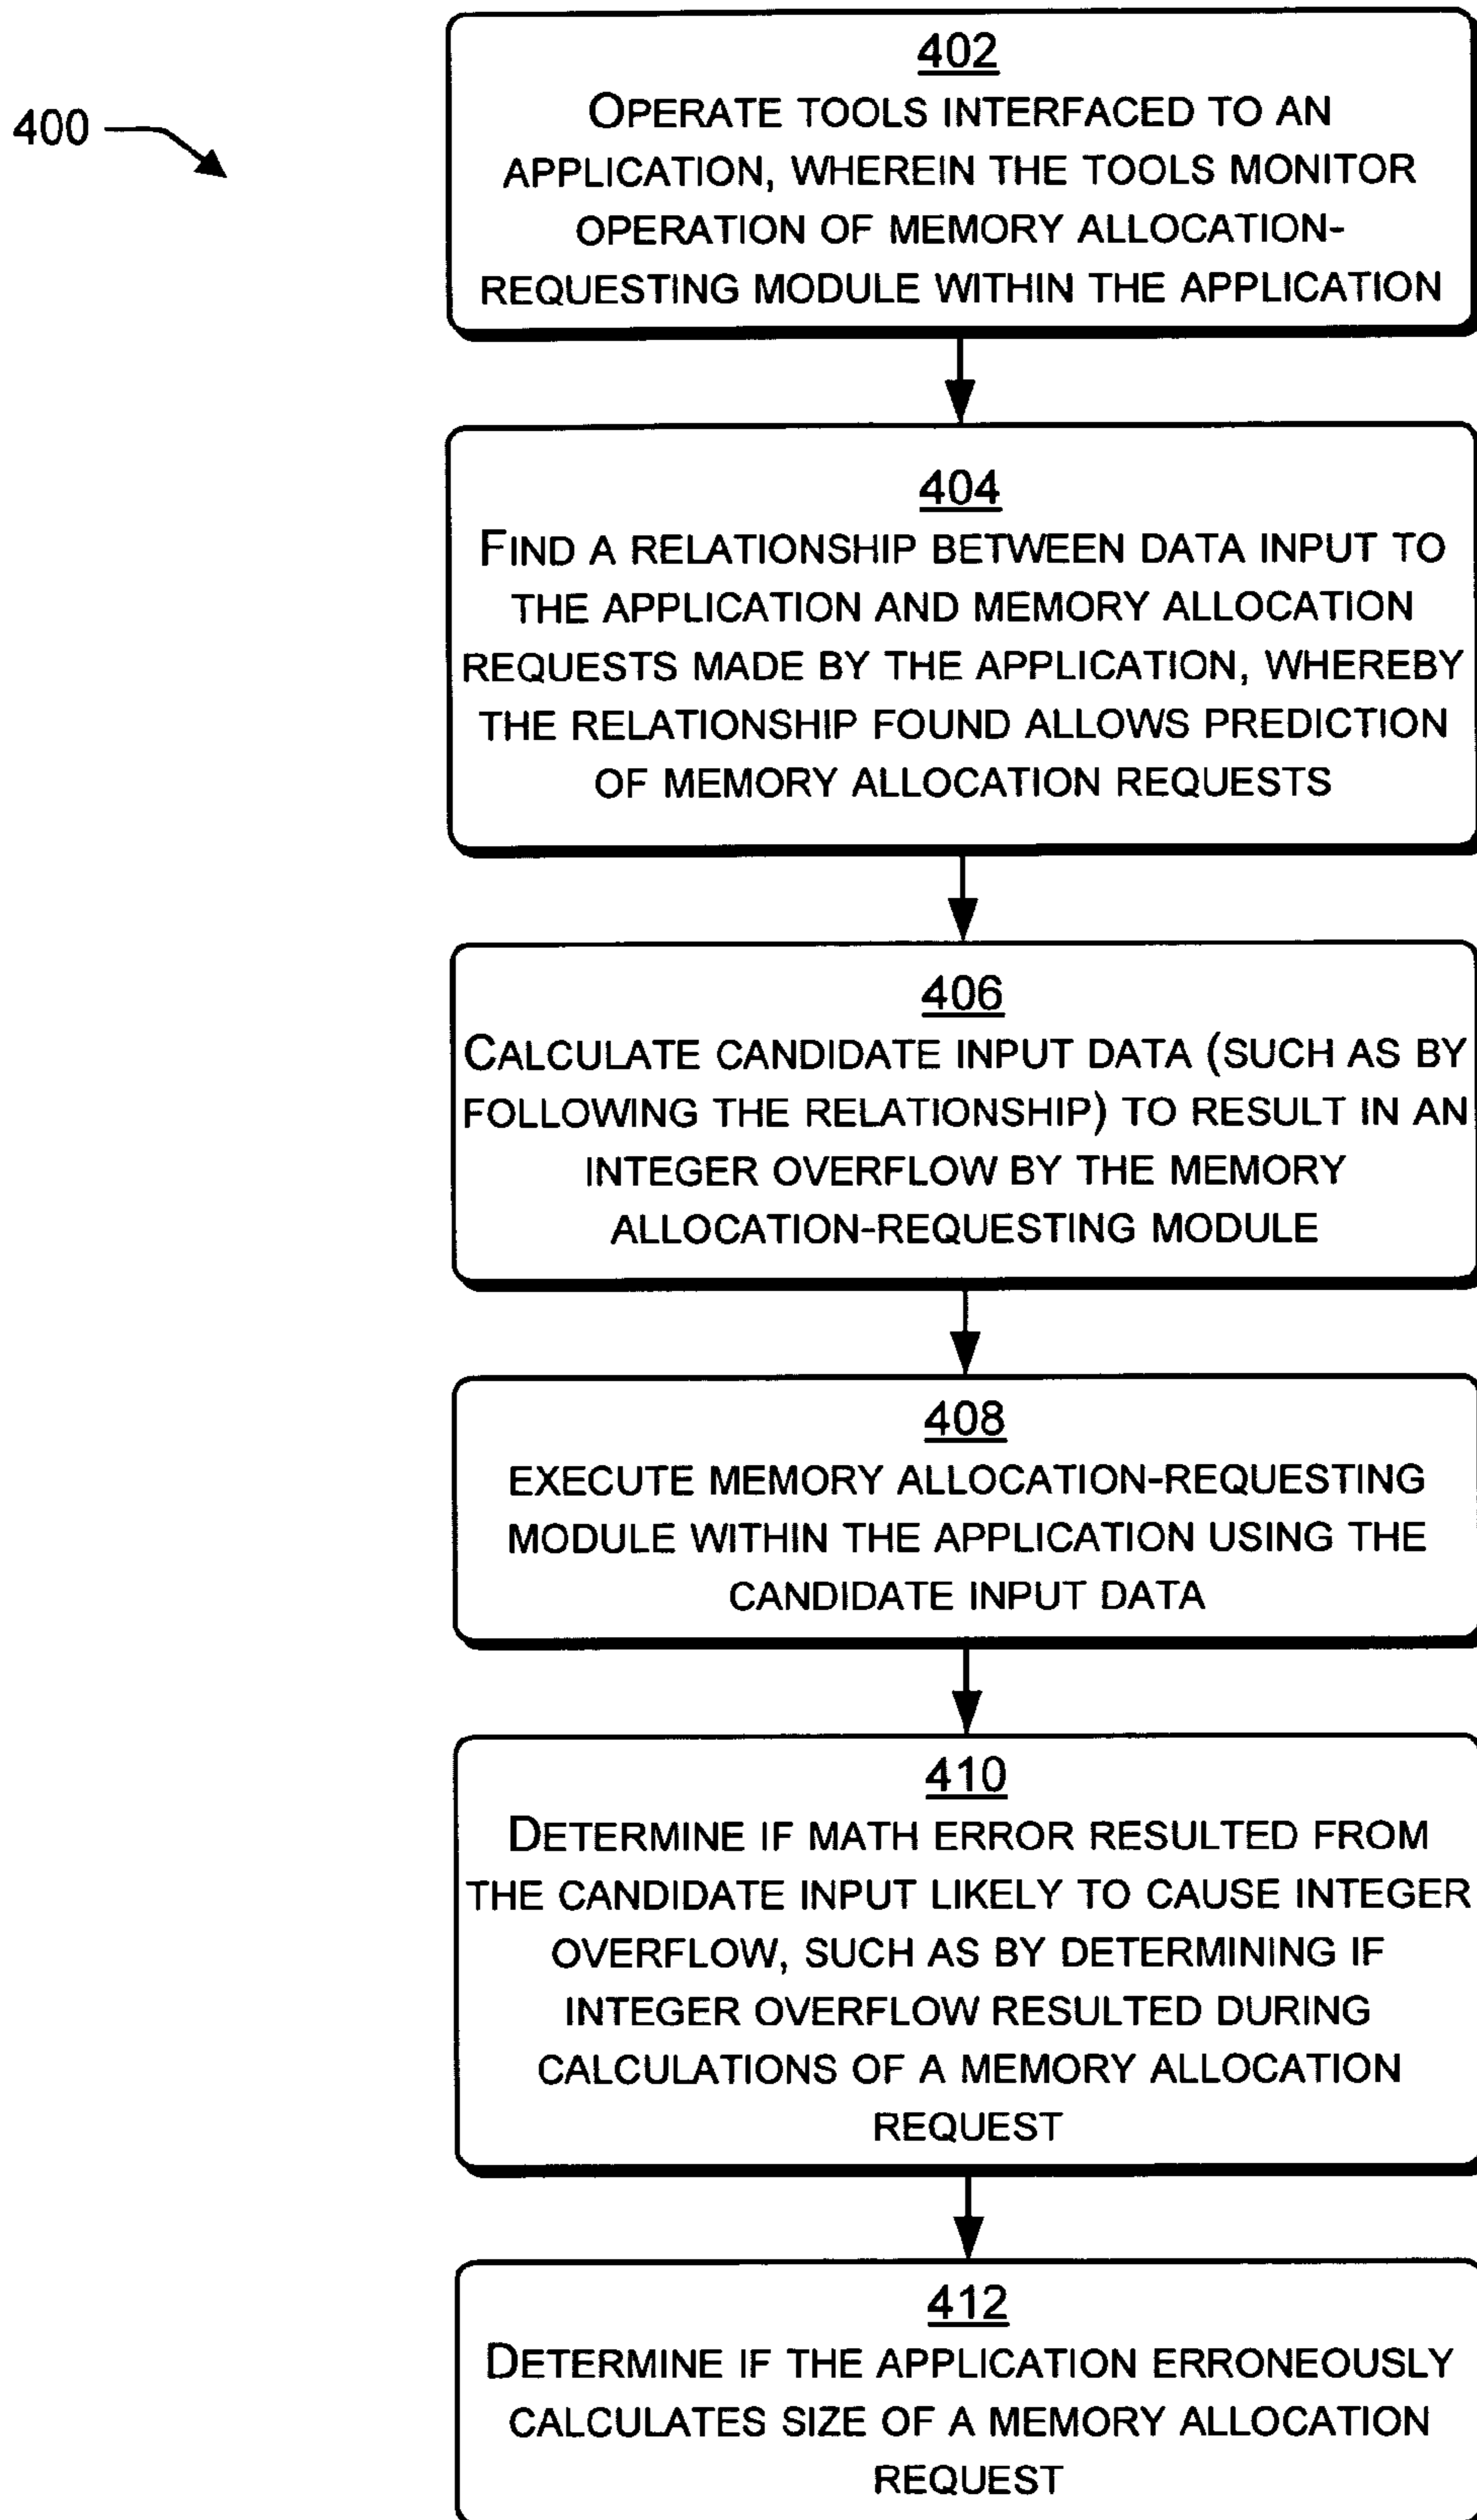 400
402
OPERATE TOOLS INTERFACED TO AN
APPLICATION, WHEREIN THE TOOLS MONITOR
OPERATION OF MEMORY ALLOCATION-
REQUESTING MODULE WITHIN THE APPLICATION
404
FIND A RELATIONSHIP BETWEEN DATA INPUT TO
THE APPLICATION AND MEMORY ALLOCATION
REQUESTS MADE BY THE APPLICATION, WHEREBY
THE RELATIONSHIP FOUND ALLOWS PREDICTION
OF MEMORY ALLOCATION REQUESTS
406
CALCULATE CANDIDATE INPUT DATA (SUCH AS BY
FOLLOWING THE RELATIONSHIP) TO RESULT IN AN
INTEGER OVERFLOW BY THE MEMORY
ALLOCATION-REQUESTING MODULE
408
EXECUTE MEMORY ALLOCATION-REQUESTING
MODULE WITHIN THE APPLICATION USING THE
CANDIDATE INPUT DATA
410
DETERMINE IF MATH ERROR RESULTED FROM
THE CANDIDATE INPUT LIKELY TO CAUSE INTEGER
OVERFLOW, SUCH AS BY DETERMINING IF
INTEGER OVERFLOW RESULTED DURING
CALCULATIONS OF A MEMORY ALLOCATION
REQUEST
412
DETERMINE IF THE APPLICATION ERRONEOUSLY
CALCULATES SIZE OF A MEMORY ALLOCATION
REQUEST